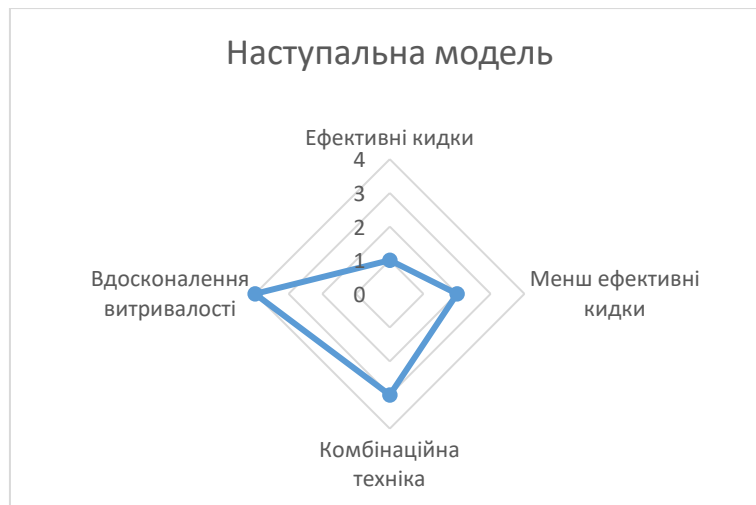 Наступальна модель
Ефективні кидки
4
3
2
1
0
Вдосконалення
витривалості
Менш ефективні
кидки
Комбінаційна
техніка